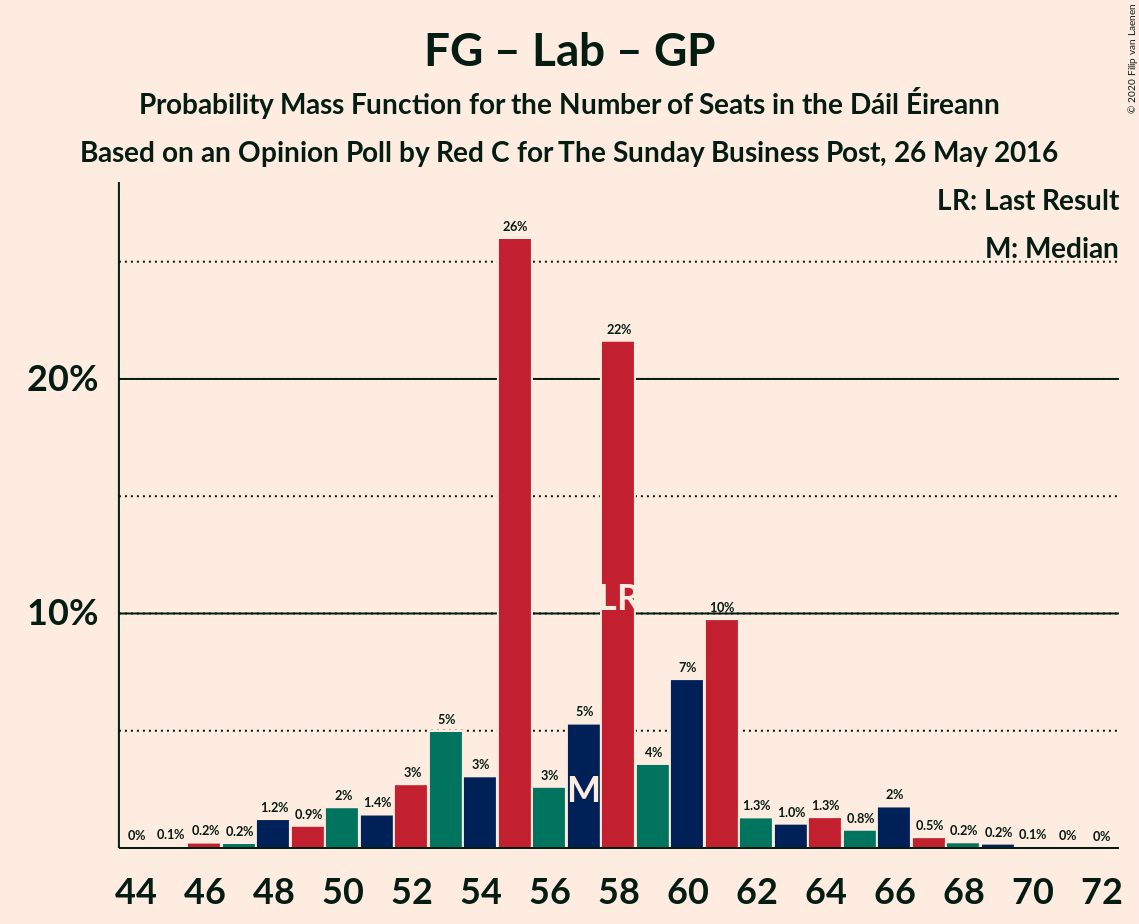 FG – Lab – GP
Probability Mass Function for the Number of Seats in the Dáil Éireann
Based on an Opinion Poll by Red C for The Sunday Business Post, 26 May 2016
© 2020 Filip van Laenen
LR: Last Result
M: Median
20%
10%
0% 0.1% 0.2% 0.2% 1.2% 0.9% 2% 1.4% 3% 5% 3% 26% 3% 5% 22% 4% 7% 10% 1.3% 1.0% 1.3% 0.8% 2% 0.5% 0.2% 0.2% 0.1% 0% 0%
LR
M
44 46 48 50 52 54 56 58 60 62 64 66 68 70 72